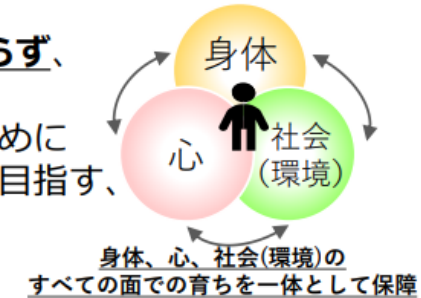 らず、
めに
目指す、
身体
心
社会
（環境）
身体、心、社会(環境)の
すべての面での育ちを一体として保障